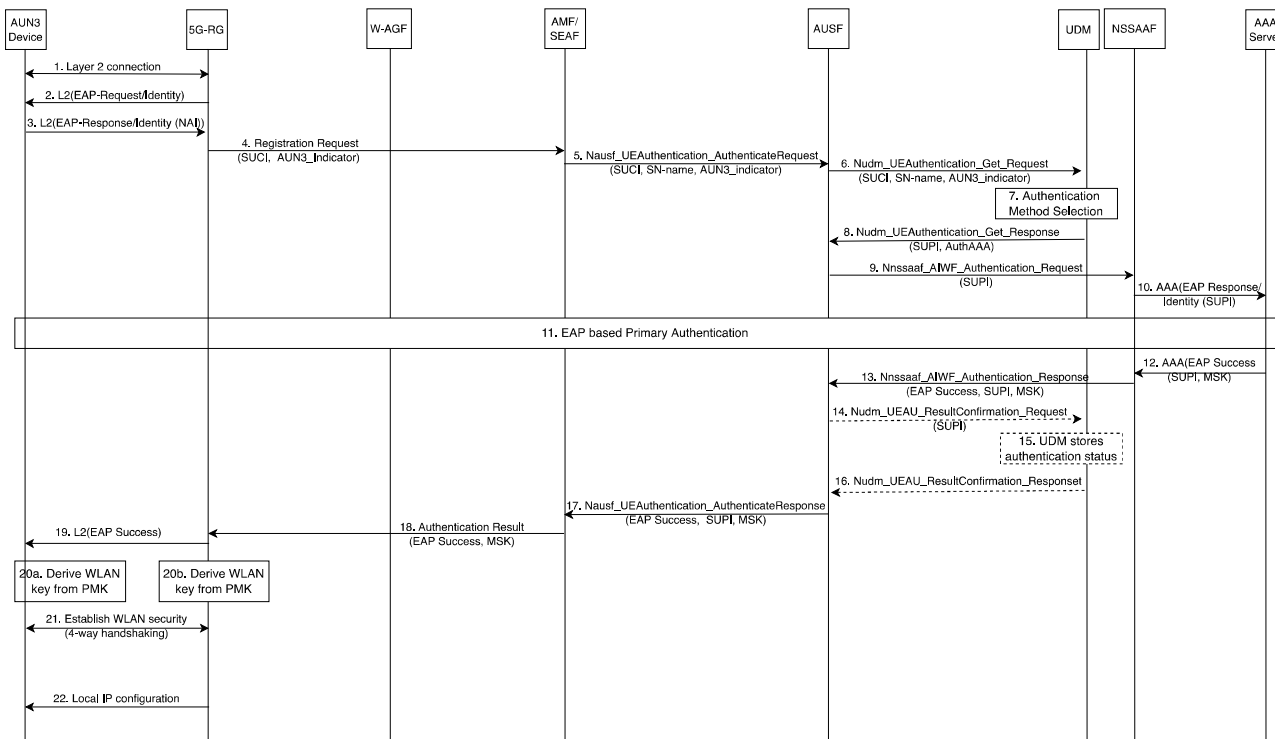 AUN3
Device
5G-RG
W-AGF
AMF/
SEAF
AUSF
UDM
NSSAAF
AAA
Serve
1. Layer 2 connection
2. L2(EAP-Request/Identity)
3. L2(EAP-Response/Identity (NAI))
4. Registration Request
(SUCI, AUN3_Indicator)
5. Nausf_UEAuthentication_AuthenticateRequest
(SUCI, SN-name, AUN3_indicator)
6. Nudm_UEAuthentication_Get_Request
(SUCI, SN-name, AUN3_indicator)
7. Authentication
Method Selection
8. Nudm_UEAuthentication_Get_Response
(SUPI, AuthAAA)
9. Nnssaaf_AIWF_Authentication_Request
(SUPI)
10. AAA(EAP Response/
Identity (SUPI)
11. EAP based Primary Authentication
12. AAA(EAP Success
(SUPI, MSK)
13. Nnssaaf_AIWF_Authentication_Response
(EAP Success, SUPI, MSK)
14. Nudm_UEAU_ResultConfirmation_Request
(SUPI)
15. UDM stores
authentication status
16. Nudm_UEAU_ResultConfirmation_Responset
17. Nausf_UEAuthentication_AuthenticateResponse
(EAP Success, SUPI, MSK)
18. Authentication Result
(EAP Success, MSK)
19. L2(EAP Success)
20a. Derive WLAN
key from PMK
20b. Derive WLAN
key from PMK
21. Establish WLAN security
(4-way handshaking)
22. Local IP configuration